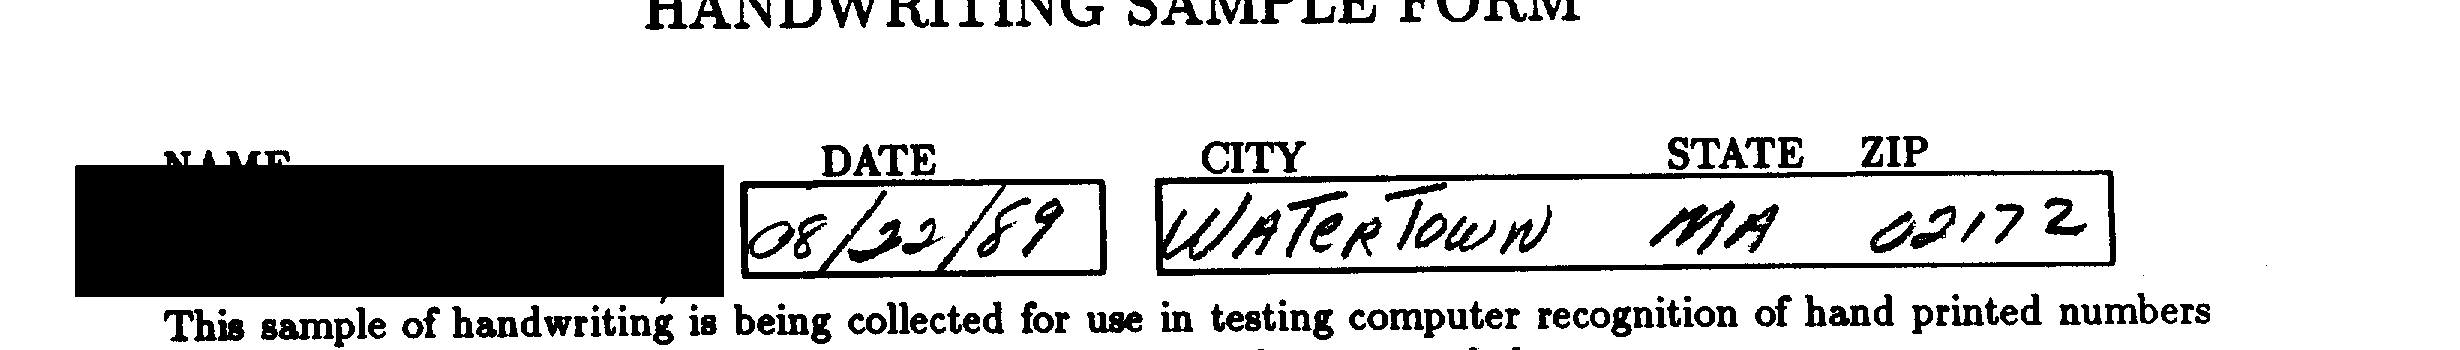 HANDWRITING SAMPLE FORM
NAME DATE CITY STATE ZIP
08/22/89 WATERTOWN MA 02172
This sample of handwriting is being collected for use in testing computer recognition of hand printed numbers